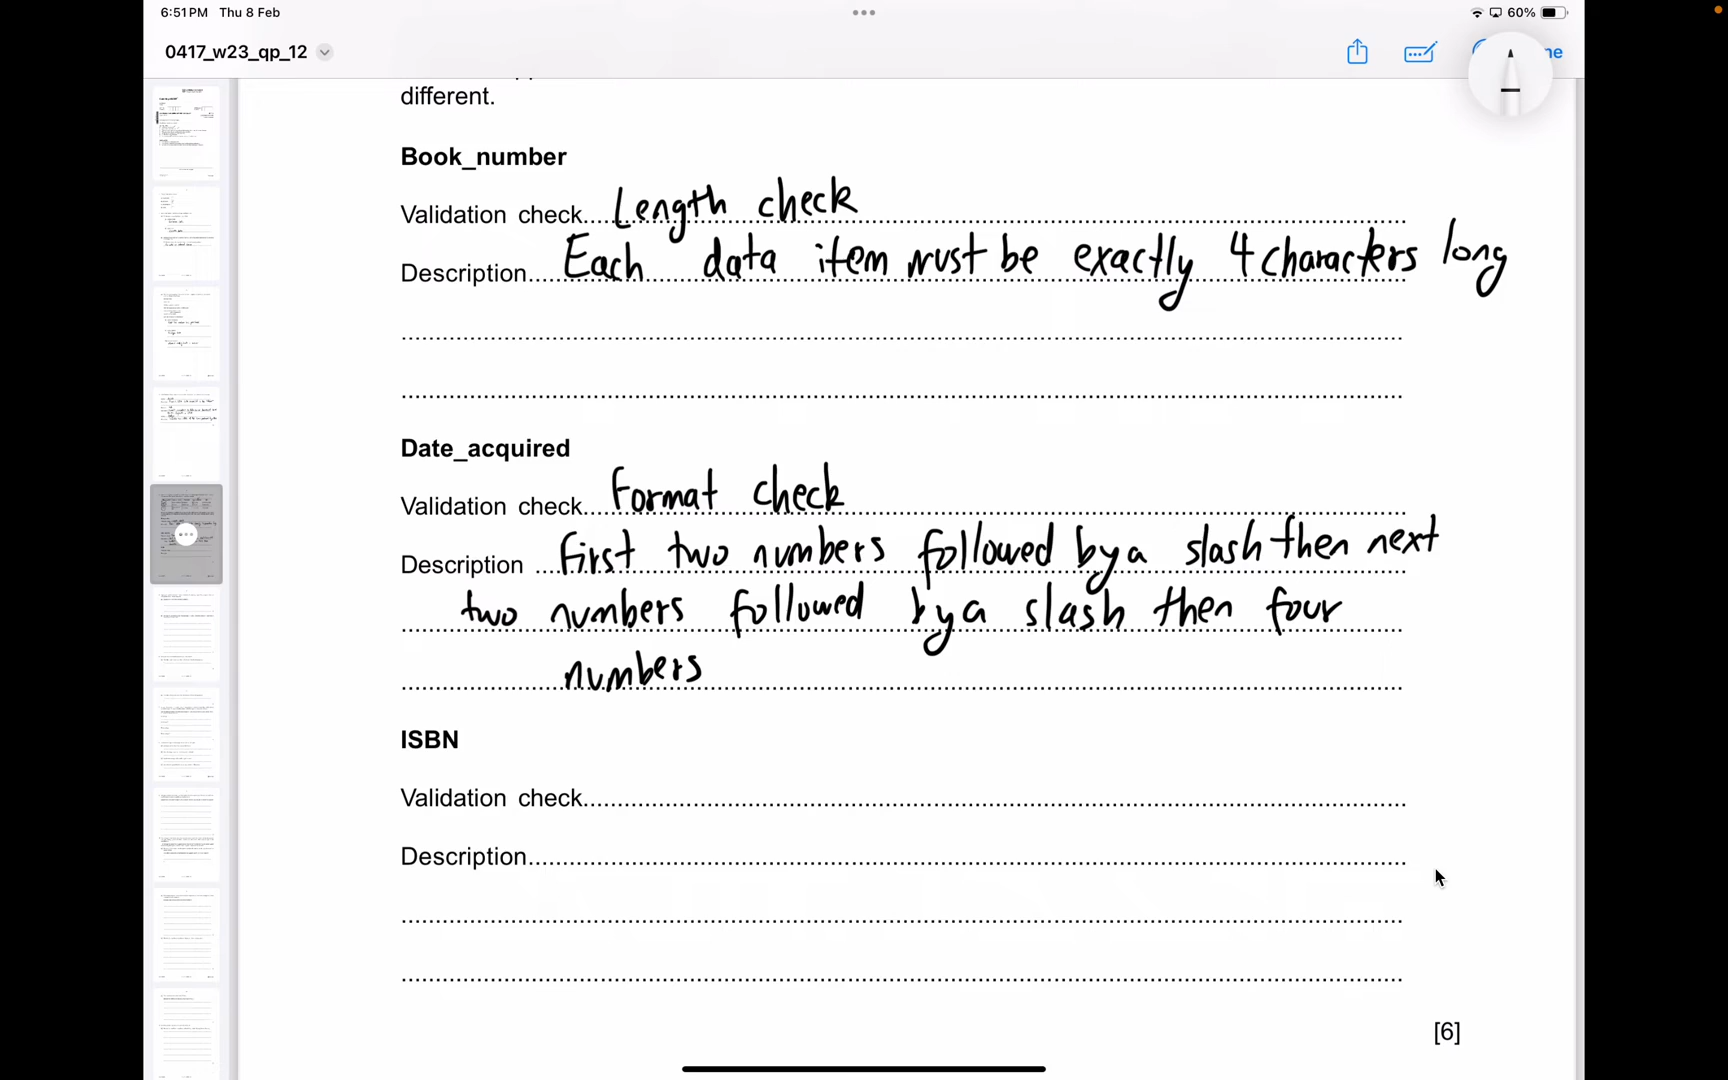 6:51 PM Thu 8 Feb
60%
0417_w23_qp_12
different.
Book_number
Validation check Length check
Description Each data item must be exactly 4 characters long
Date_acquired
Validation check Format check
Description First two numbers followed by a slash then next
two numbers followed by a slash then four
numbers
ISBN
Validation check
Description
[6]